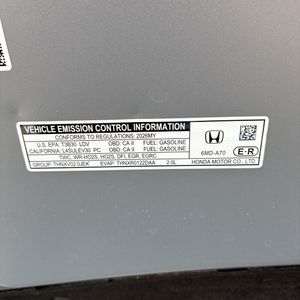 VEHICLE EMISSION CONTROL INFORMATION
CONFORMS TO REGULATIONS: 2026MY
U.S. EPA: T3B30 LDV OBD: CA II FUEL: GASOLINE
CALIFORNIA: L4SULEV30 PC OBD: CA II FUEL: GASOLINE
TWC, WR-HO2S, HO2S, DFI, EGR, EGRC
GROUP: THNXV02.0JEK EVAP: THNXR0122DAA 2.0L
HONDA
6MD-A70 E-R
HONDA MOTOR CO., LTD.